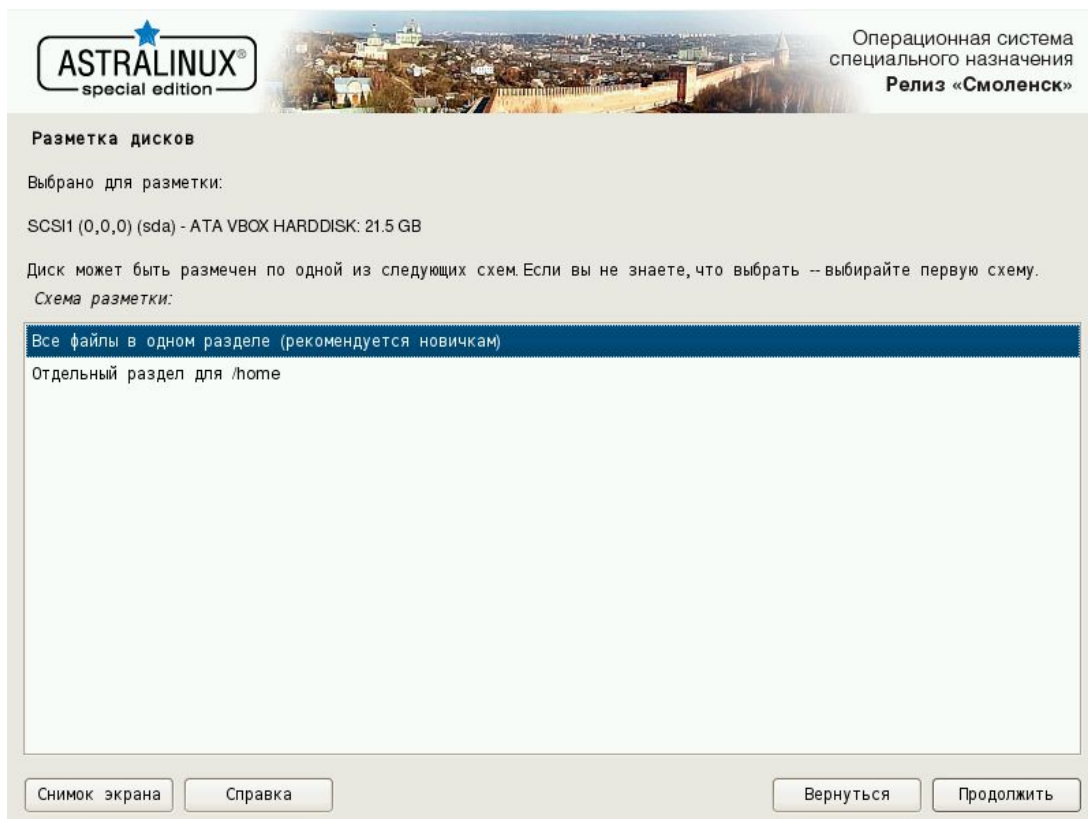 ASTRALINUX®
special edition
Операционная система
специального назначения
Релиз «Смоленск»
Разметка дисков
Выбрано для разметки:
SCSI1 (0,0,0) (sda) - ATA VBOX HARDDISK: 21.5 GB
Диск может быть размечен по одной из следующих схем. Если вы не знаете, что выбрать -- выбирайте первую схему.
Схема разметки:
Все файлы в одном разделе (рекомендуется новичкам)
Отдельный раздел для /home
Снимок экрана
Справка
Вернуться
Продолжить